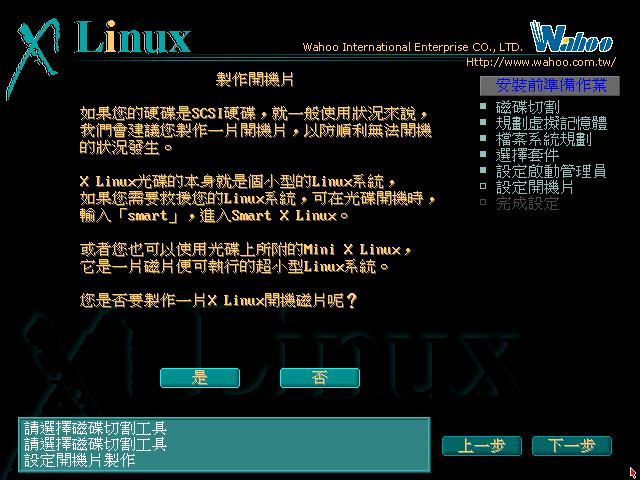 X Linux
Wahoo International Enterprise CO., LTD.
Wahoo
Http://www.wahoo.com.tw/
製作開機片
安裝前準備作業
如果您的硬碟是SCSI硬碟，就一般使用狀況來說，
我們會建議您製作一片開機片，以防順利無法開機
的狀況發生。
X Linux光碟的本身就是個小型的Linux系統，
如果您需要救援您的Linux系統，可在光碟開機時，
輸入「smart」，進入Smart X Linux。
或者您也可以使用光碟上所附的Mini X Linux，
它是一片磁片便可執行的超小型Linux系統。
您是否要製作一片X Linux開機磁片呢？
磁碟切割
規劃虛擬記憶體
檔案系統規劃
選擇套件
設定啟動管理員
設定開機片
完成設定
X Linux
是
否
請選擇磁碟切割工具
請選擇磁碟切割工具
設定開機片製作
上一步
下一步